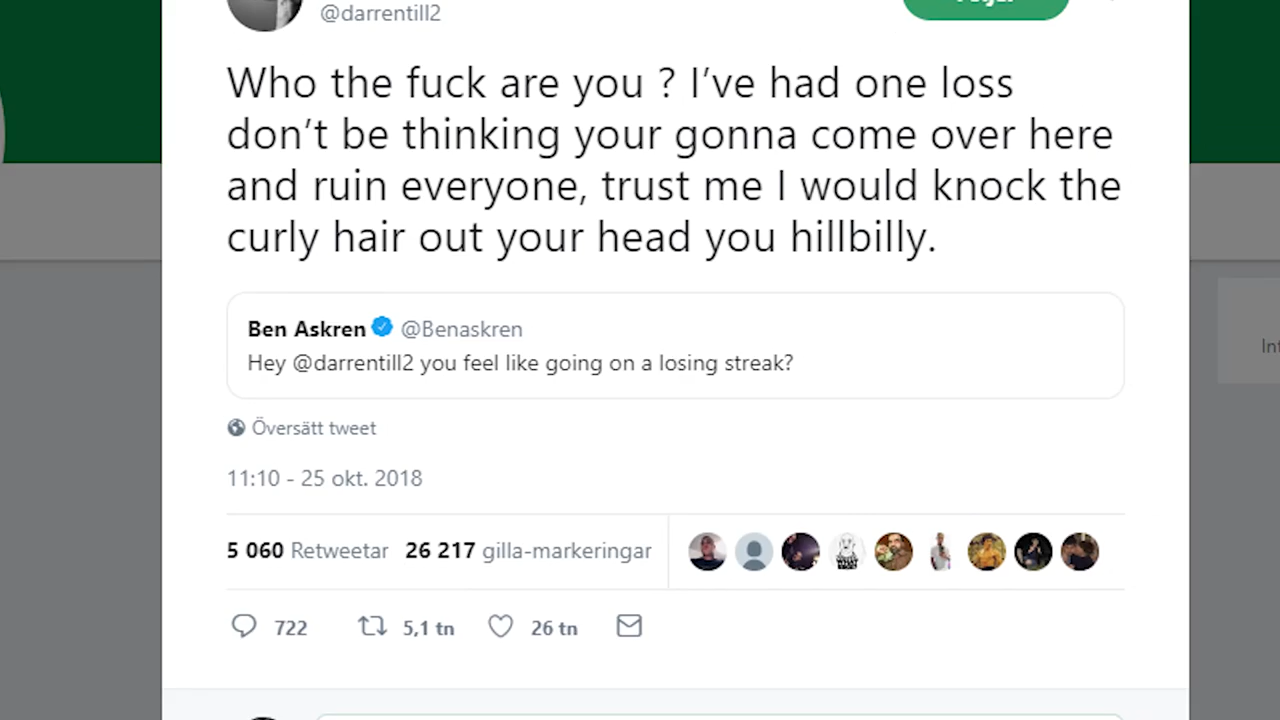 @darrentill2
Who the fuck are you ? I’ve had one loss
don’t be thinking your gonna come over here
and ruin everyone, trust me I would knock the
curly hair out your head you hillbilly.
Ben Askren @Benaskren
Hey @darrentill2 you feel like going on a losing streak?
Översätt tweet
11:10 - 25 okt. 2018
5 060 Retweetar 26 217 gilla-markeringar
722 5,1 tn 26 tn